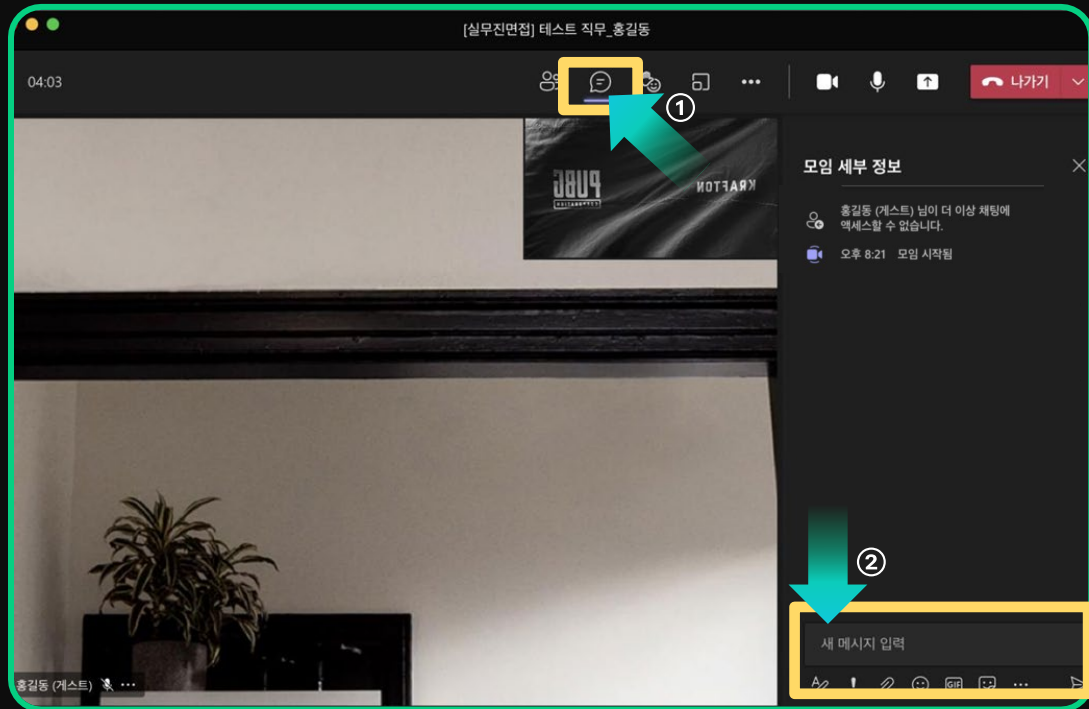 [실무진면접] 테스트 직무_홍길동
04:03
나가기
①
PUBG
KRAFTON
모임 세부 정보
홍길동 (게스트) 님이 더 이상 채팅에
액세스할 수 없습니다.
오후 8:21 모임 시작됨
②
새 메시지 입력
GIF
홍길동 (게스트)